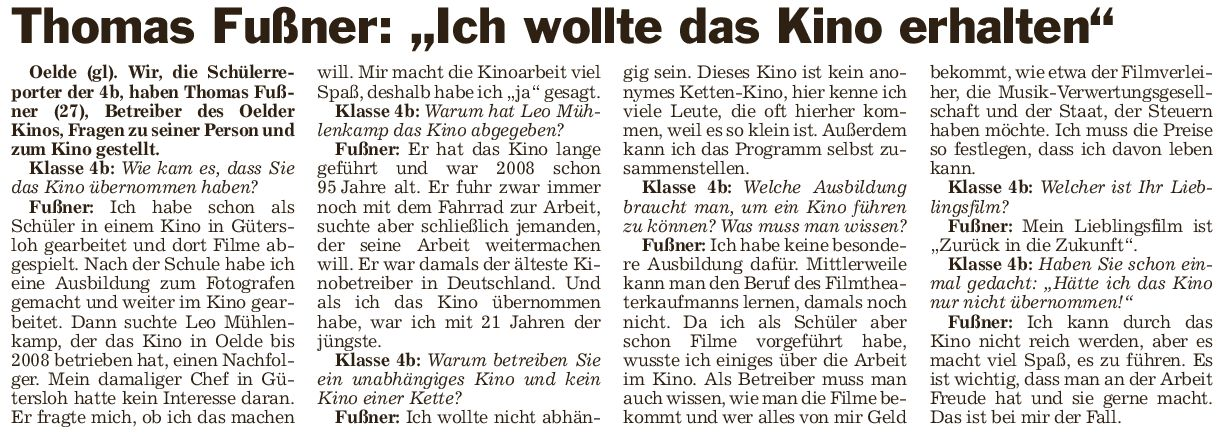 Thomas Fußner: „Ich wollte das Kino erhalten“
Oelde (gl). Wir, die Schülerre-
porter der 4b, haben Thomas Fuß-
ner (27), Betreiber des Oelder
Kinos, Fragen zu seiner Person und
zum Kino gestellt.
Klasse 4b: Wie kam es, dass Sie
das Kino übernommen haben?
Fußner: Ich habe schon als
Schüler in einem Kino in Güters-
loh gearbeitet und dort Filme ab-
gespielt. Nach der Schule habe ich
eine Ausbildung zum Fotografen
gemacht und weiter im Kino gear-
beitet. Dann suchte Leo Mühlen-
kamp, der das Kino in Oelde bis
2008 betrieben hat, einen Nachfol-
ger. Mein damaliger Chef in Gü-
tersloh hatte kein Interesse daran.
Er fragte mich, ob ich das machen
will. Mir macht die Kinoarbeit viel
Spaß, deshalb habe ich „ja“ gesagt.
Klasse 4b: Warum hat Leo Müh-
lenkamp das Kino abgegeben?
Fußner: Er hat das Kino lange
geführt und war 2008 schon
95 Jahre alt. Er fuhr zwar immer
noch mit dem Fahrrad zur Arbeit,
suchte aber schließlich jemanden,
der seine Arbeit weitermachen
will. Er war damals der älteste Ki-
nobetreiber in Deutschland. Und
als ich das Kino übernommen
habe, war ich mit 21 Jahren der
jüngste.
Klasse 4b: Warum betreiben Sie
ein unabhängiges Kino und kein
Kino einer Kette?
Fußner: Ich wollte nicht abhän-
gig sein. Dieses Kino ist kein ano-
nymes Ketten-Kino, hier kenne ich
viele Leute, die oft hierher kom-
men, weil es so klein ist. Außerdem
kann ich das Programm selbst zu-
sammenstellen.
Klasse 4b: Welche Ausbildung
braucht man, um ein Kino führen
zu können? Was muss man wissen?
Fußner: Ich habe keine besonde-
re Ausbildung dafür. Mittlerweile
kann man den Beruf des Filmthea-
terkaufmanns lernen, damals noch
nicht. Da ich als Schüler aber
schon Filme vorgeführt habe,
wusste ich einiges über die Arbeit
im Kino. Als Betreiber muss man
auch wissen, wie man die Filme be-
kommt und wer alles von mir Geld
bekommt, wie etwa der Filmverlei-
her, die Musik-Verwertungsgesell-
schaft und der Staat, der Steuern
haben möchte. Ich muss die Preise
so festlegen, dass ich davon leben
kann.
Klasse 4b: Welcher ist Ihr Lieb-
lingsfilm?
Fußner: Mein Lieblingsfilm ist
„Zurück in die Zukunft“.
Klasse 4b: Haben Sie schon ein-
mal gedacht: „Hätte ich das Kino
nur nicht übernommen!“
Fußner: Ich kann durch das
Kino nicht reich werden, aber es
macht viel Spaß, es zu führen. Es
ist wichtig, dass man an der Arbeit
Freude hat und sie gerne macht.
Das ist bei mir der Fall.